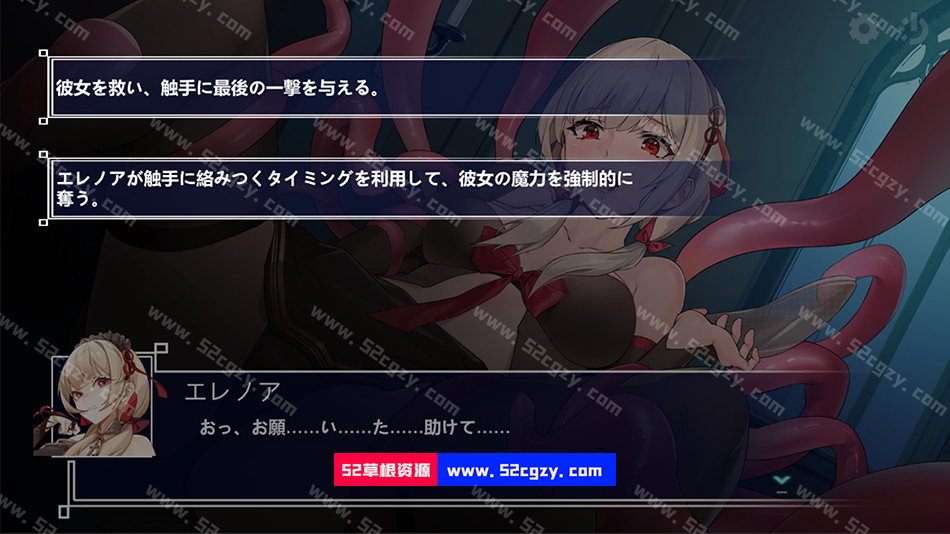 彼女を救い、触手に最後の一撃を与える。
エレノアが触手に絡みつくタイミングを利用して、彼女の魔力を強制的に
奪う。
エレノア
おっ、お願……い……た……助けて……
52草根资源 www.52cgzy.com